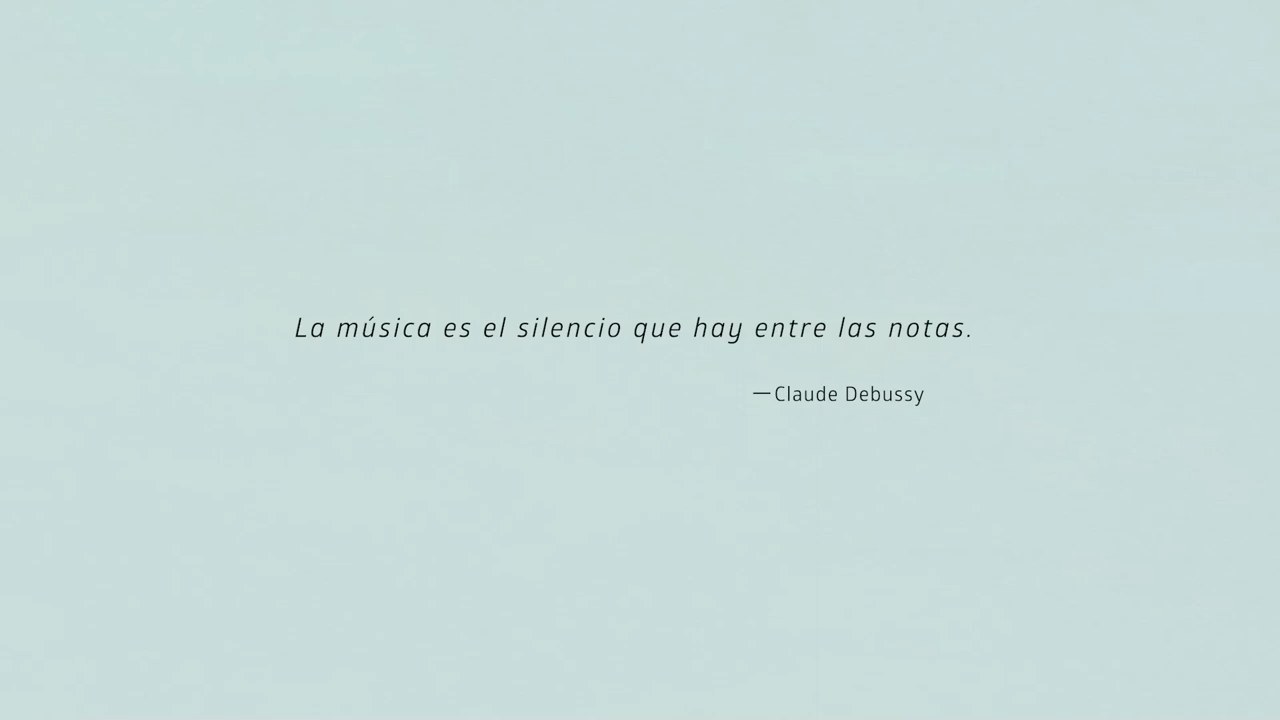 La música es el silencio que hay entre las notas.
—Claude Debussy